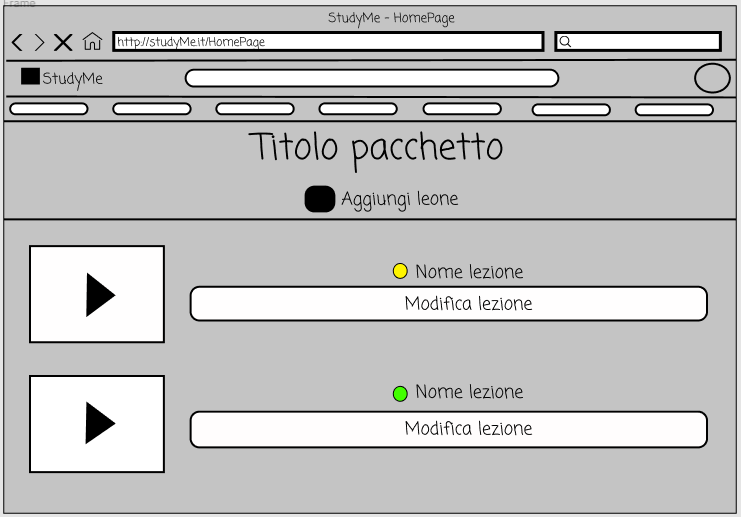 Frame
StudyMe - HomePage
http://studyMe.it/HomePage
StudyMe
Titolo pacchetto
Aggiungi leone
Nome lezione
Modifica lezione
Nome lezione
Modifica lezione